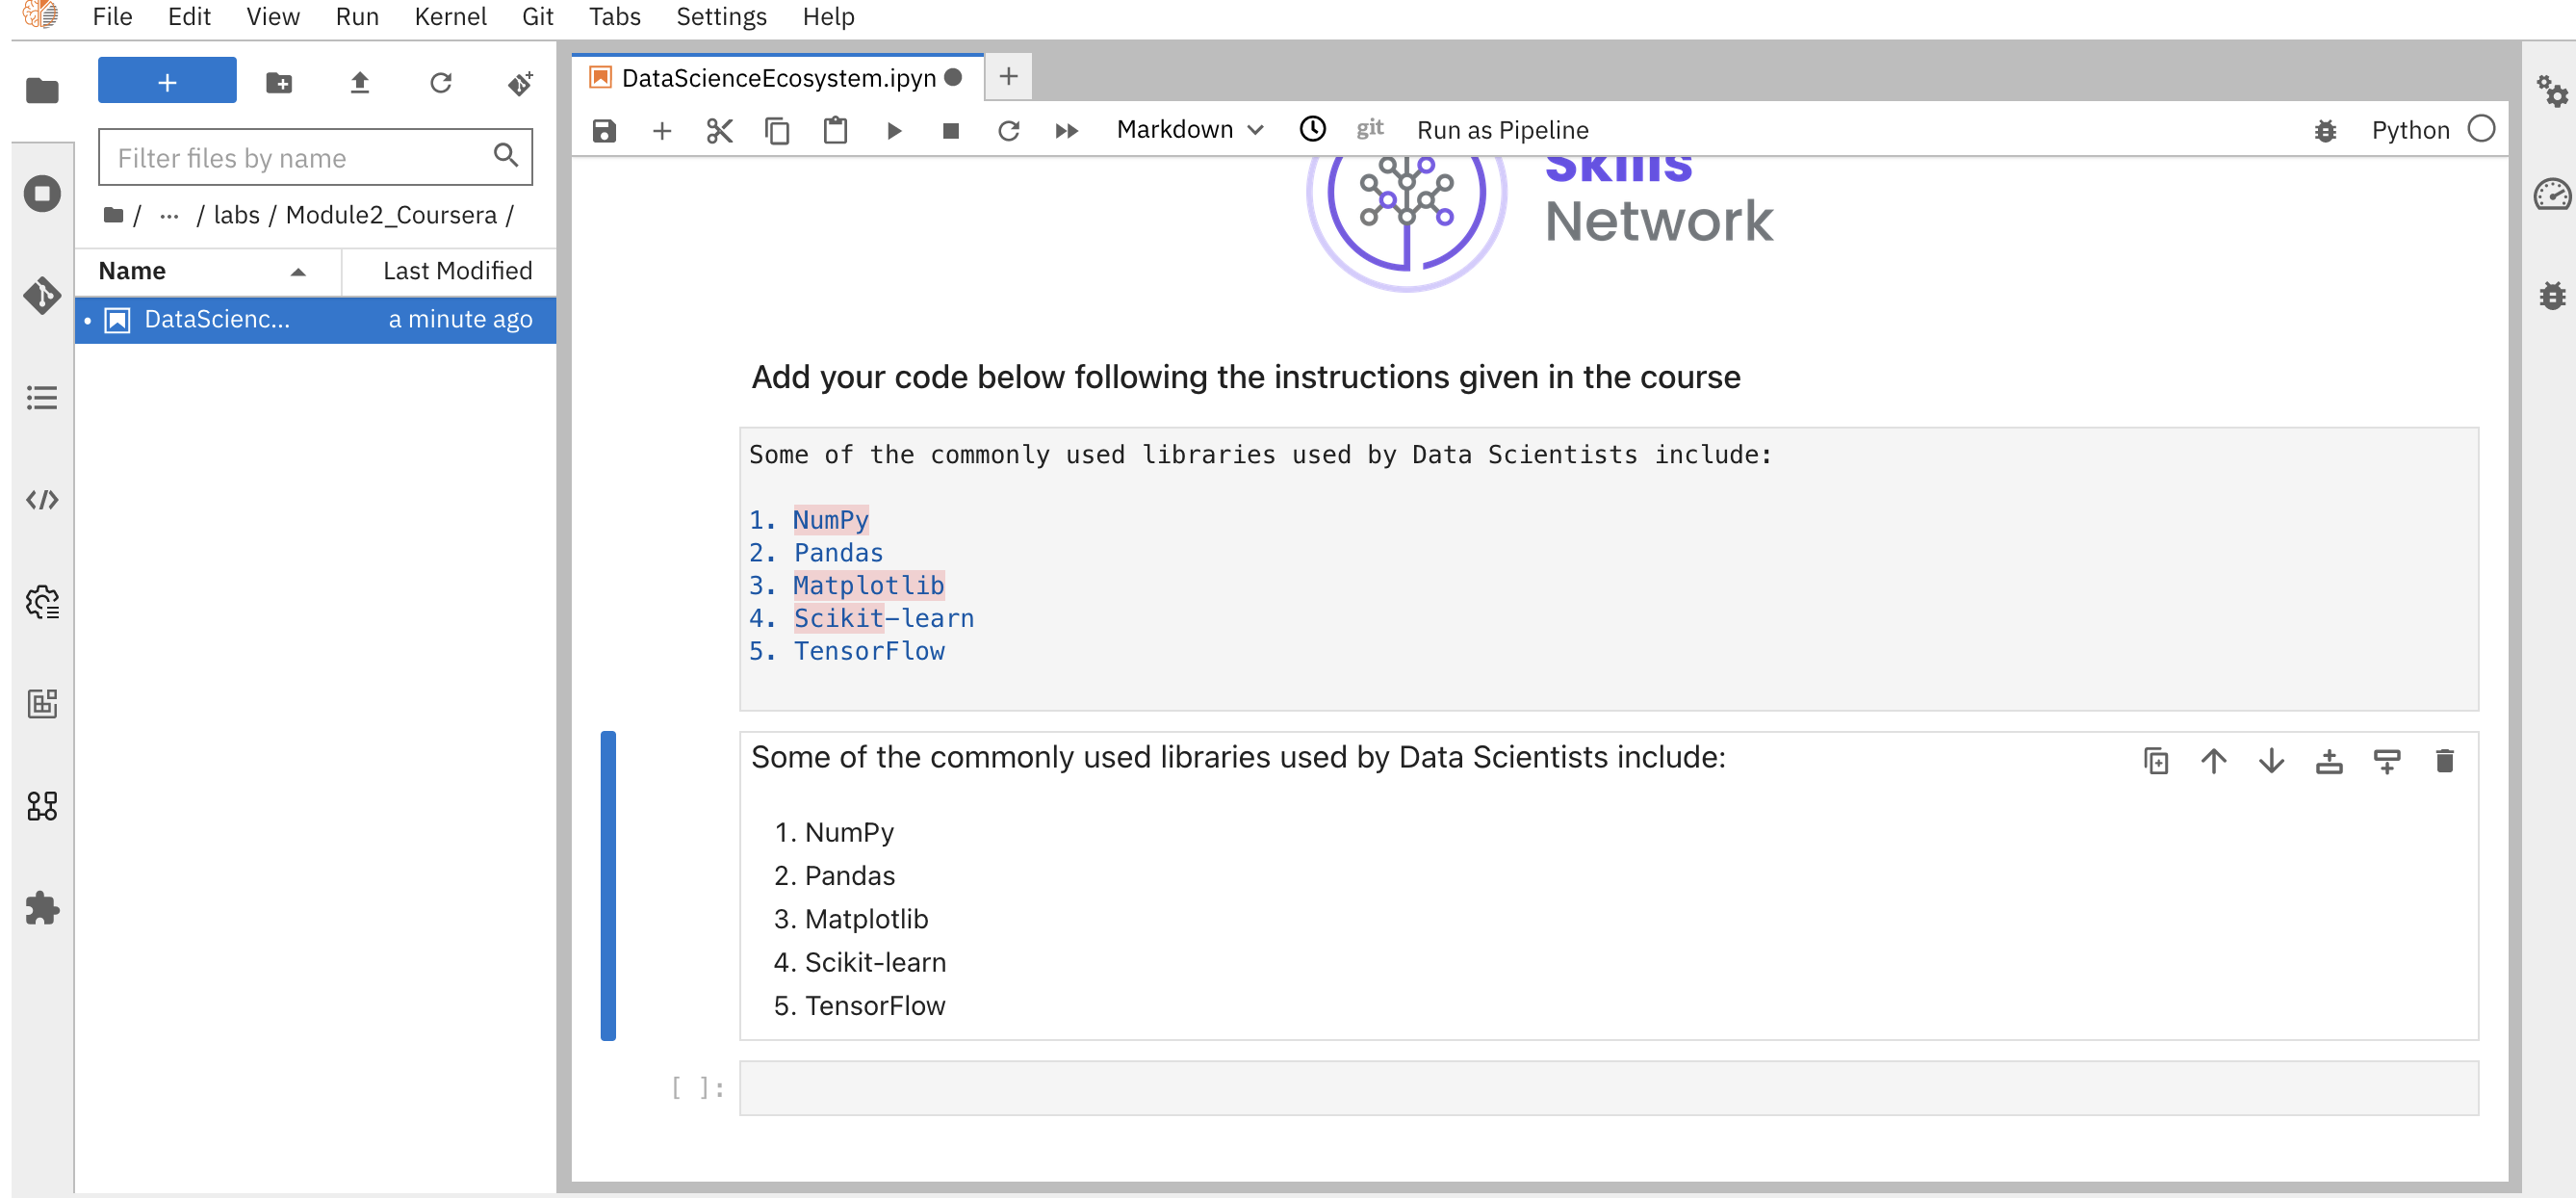 File Edit View Run Kernel Git Tabs Settings Help
+
Filter files by name
/ ... / labs / Module2_Coursera /
Name Last Modified
• DataScienc... a minute ago
DataScienceEcosystem.ipyn
Markdown git Run as Pipeline Python
Skills
Network
Add your code below following the instructions given in the course
Some of the commonly used libraries used by Data Scientists include:
1. NumPy
2. Pandas
3. Matplotlib
4. Scikit-learn
5. TensorFlow
Some of the commonly used libraries used by Data Scientists include:
1. NumPy
2. Pandas
3. Matplotlib
4. Scikit-learn
5. TensorFlow
[ ]: